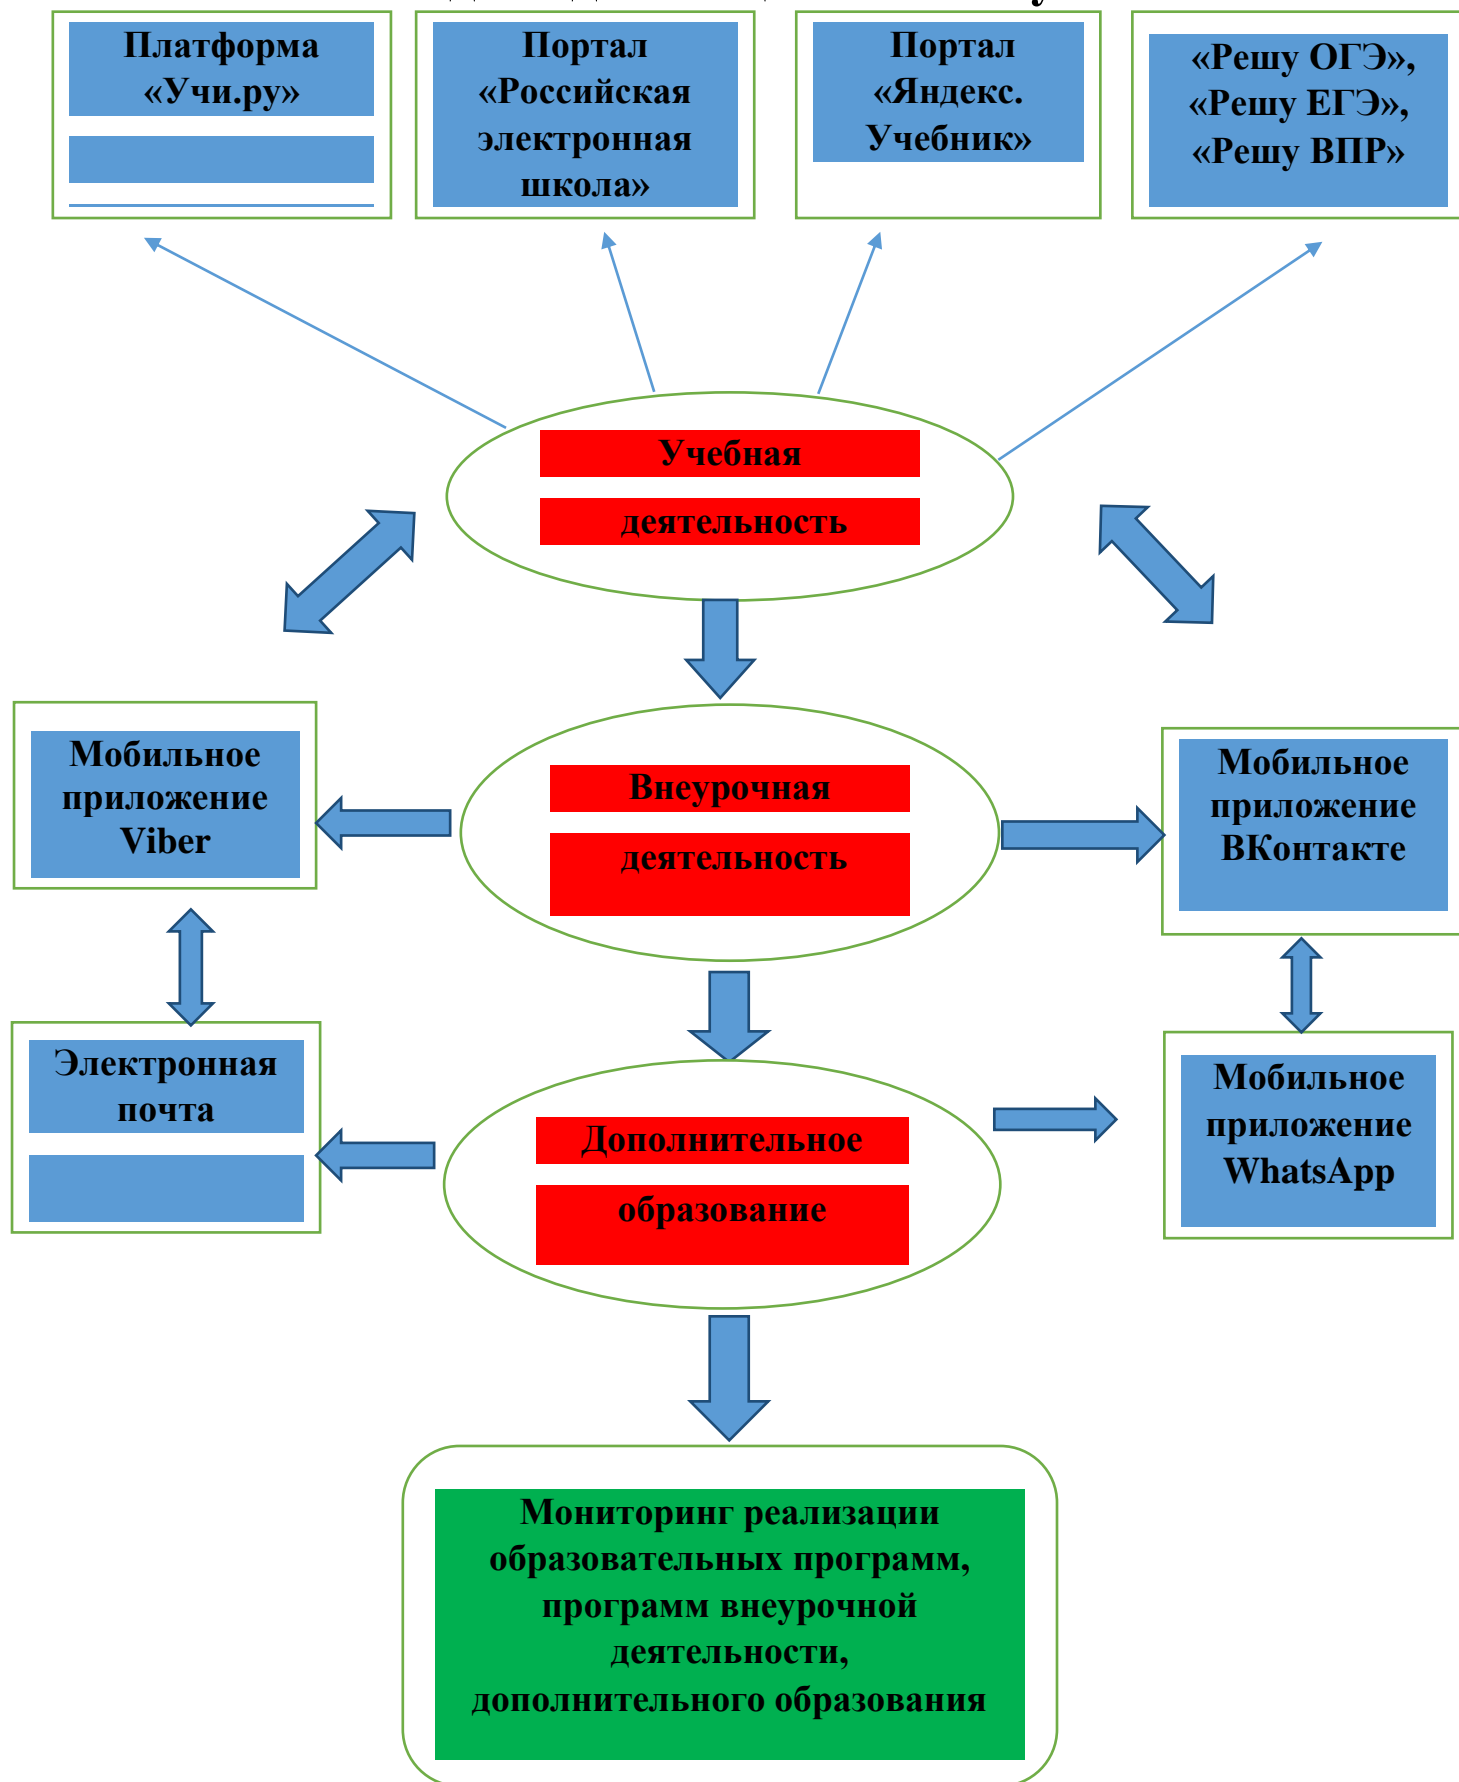 Платформа
«Учи.ру»
Портал
«Российская
электронная
школа»
Портал
«Яндекс.
Учебник»
«Решу ОГЭ»,
«Решу ЕГЭ»,
«Решу ВПР»
Учебная
деятельность
Мобильное
приложение
Viber
Внеурочная
деятельность
Мобильное
приложение
ВКонтакте
Электронная
почта
Дополнительное
образование
Мобильное
приложение
WhatsApp
Мониторинг реализации
образовательных программ,
программ внеурочной
деятельности,
дополнительного образования